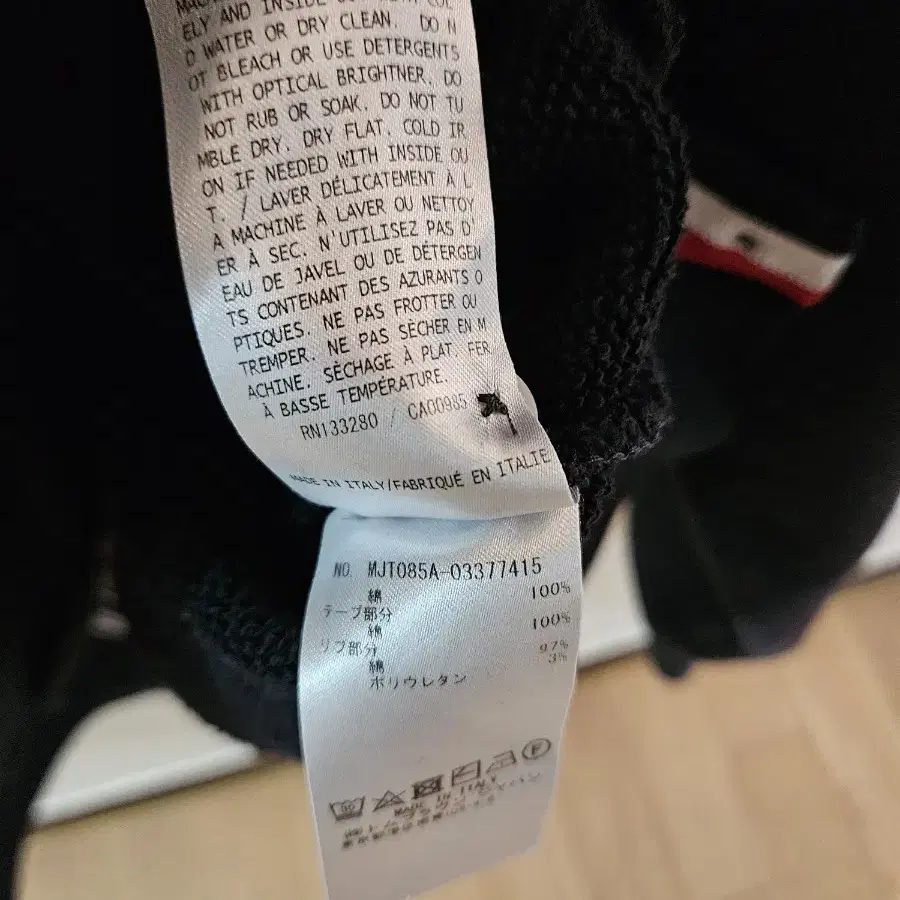 ELY AND INSIDE
D WATER OR DRY CLEAN. DO N
OT BLEACH OR USE DETERGENTS
WITH OPTICAL BRIGHTNER. DO
NOT RUB OR SOAK. DO NOT TU
MBLE DRY. DRY FLAT. COLD IR
ON IF NEEDED WITH INSIDE OU
T. / LAVER DÉLICATEMENT À L
A MACHINE À LAVER OU NETTOY
ER À SEC. N'UTILISEZ PAS D'
EAU DE JAVEL OU DE DÉTERGEN
TS CONTENANT DES AZURANTS O
PTIQUES. NE PAS FROTTER OU
TREMPER. NE PAS SÈCHER EN M
ACHINE. SÈCHAGE À PLAT. FER
À BASSE TEMPÉRATURE.
RN133280 / CA00985
MADE IN ITALY/FABRIQUÉ EN ITALIE
NO. MJT085A-03377415
綿 100%
テープ部分
綿 100%
リブ部分
綿 97%
ポリウレタン 3%
MADE IN ITALY